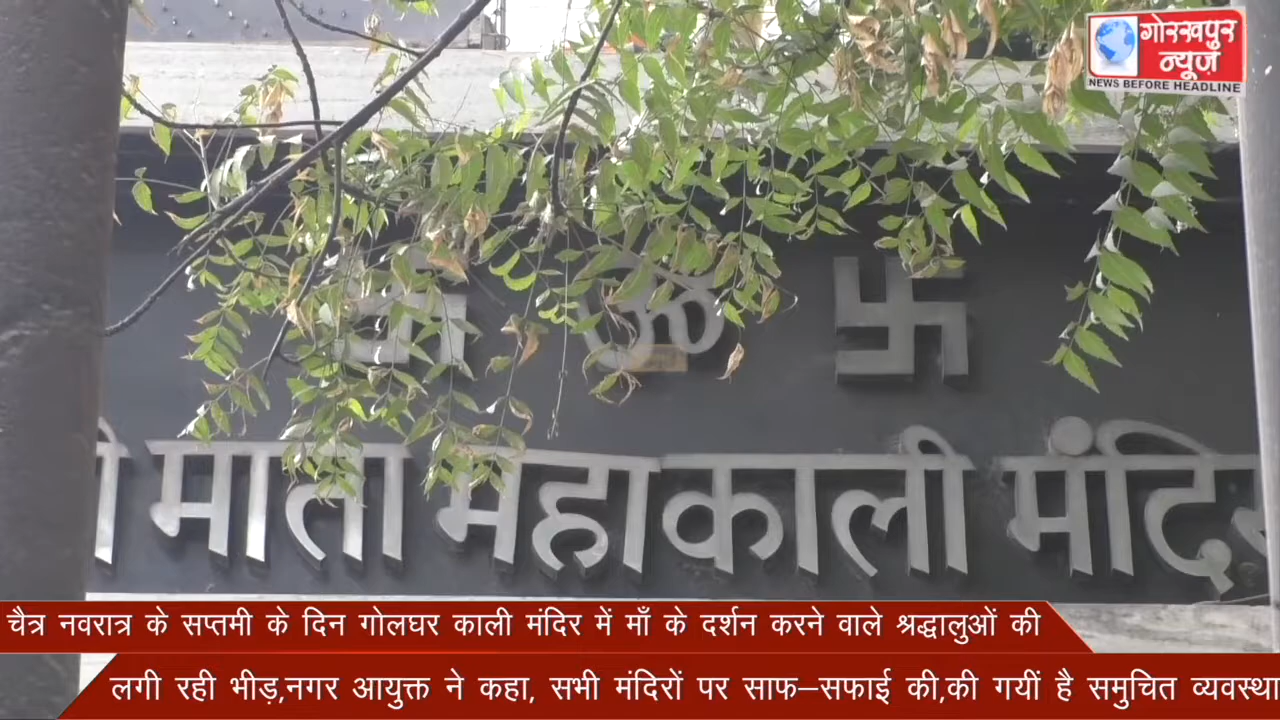 गोरखपुर
न्यूज़
NEWS BEFORE HEADLINE
ॐ 卐
माता महाकाली मंदिर
चैत्र नवरात्र के सप्तमी के दिन गोलघर काली मंदिर में माँ के दर्शन करने वाले श्रद्धालुओं की
लगी रही भीड़,नगर आयुक्त ने कहा, सभी मंदिरों पर साफ–सफाई की,की गयीं है समुचित व्यवस्था